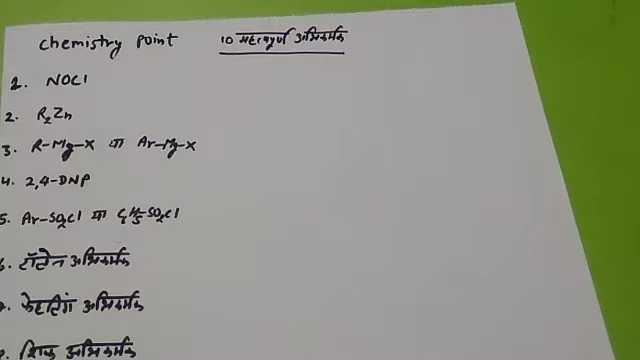 chemistry point 10 महत्वपूर्ण अभिकर्मक
1. NOCl
2. R₂Zn
3. R-Mg-X या Ar-Mg-X
4. 2,4-DNP
5. Ar-SO₂Cl या C₆H₅-SO₂Cl
6. टॉलेन अभिकर्मक
7. फेहलिंग अभिकर्मक
8. शिफ अभिकर्मक